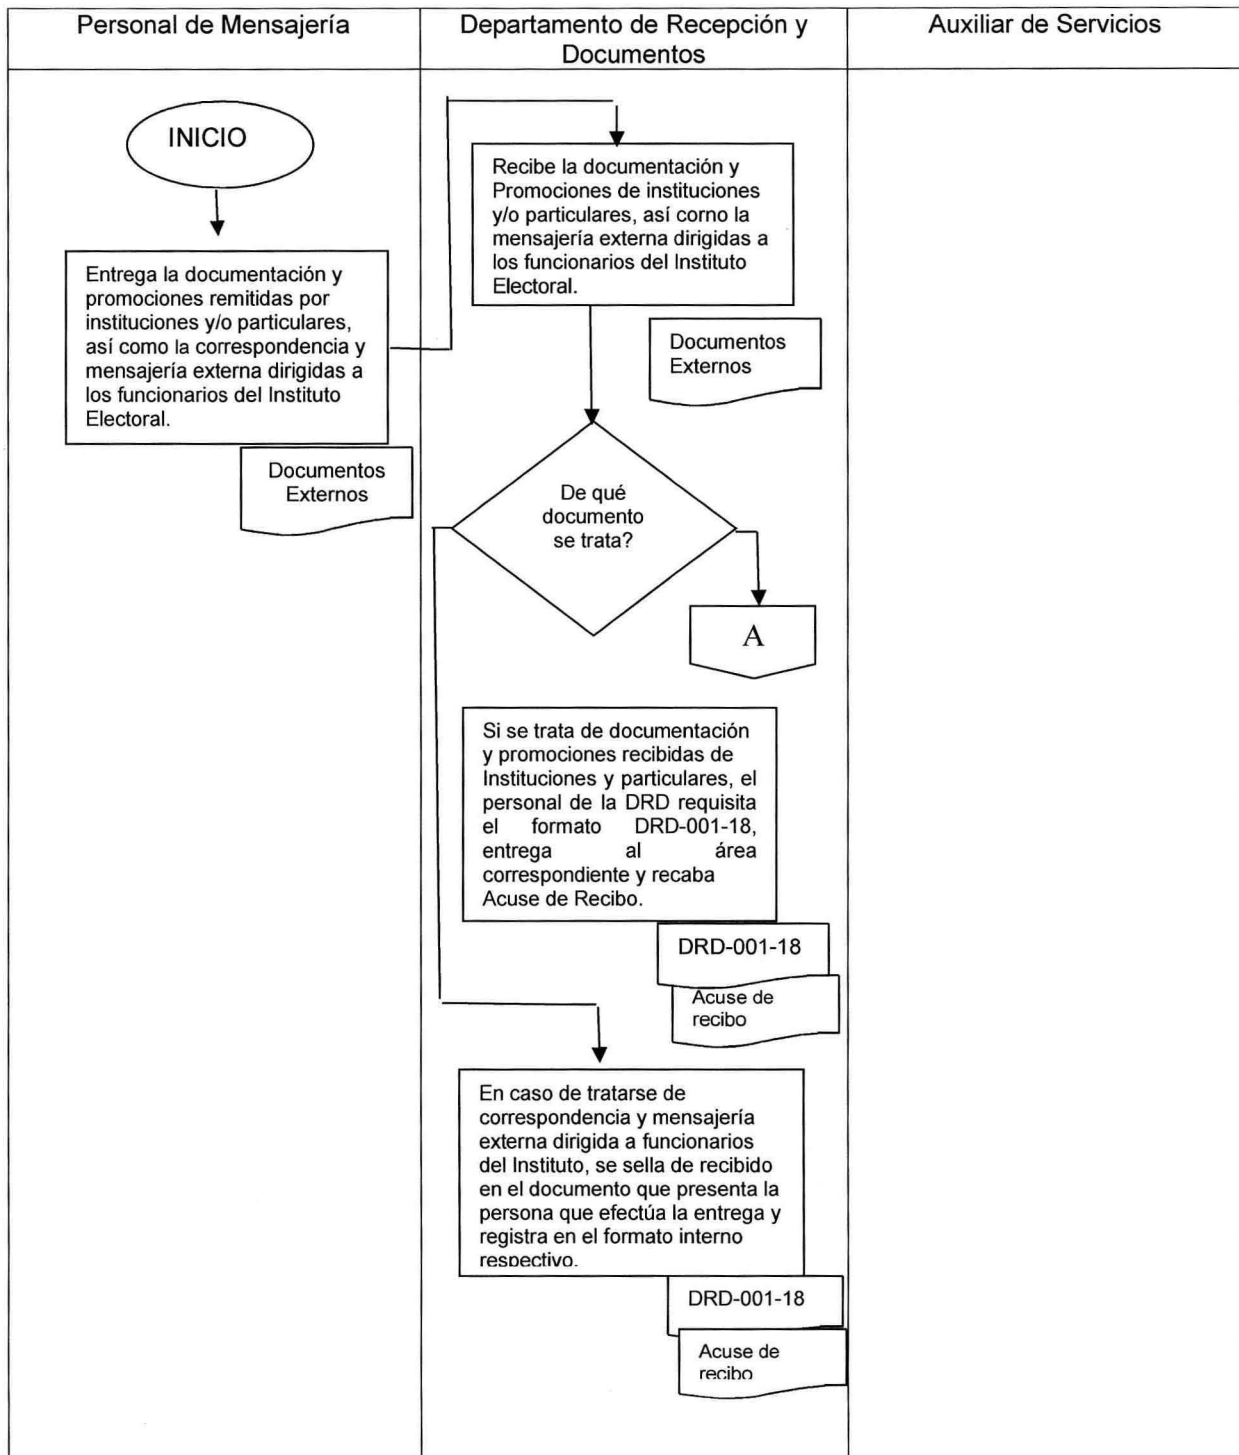 Personal de Mensajería
Departamento de Recepción y
Documentos
Auxiliar de Servicios
INICIO
Entrega la documentación y
promociones remitidas por
instituciones y/o particulares,
así como la correspondencia y
mensajería externa dirigidas a
los funcionarios del Instituto
Electoral.
Documentos
Externos
Recibe la documentación y
Promociones de instituciones
y/o particulares, así corno la
mensajería externa dirigidas a
los funcionarios del Instituto
Electoral.
Documentos
Externos
De qué
documento
se trata?
A
Si se trata de documentación
y promociones recibidas de
Instituciones y particulares, el
personal de la DRD requisita
el formato DRD-001-18,
entrega al área
correspondiente y recaba
Acuse de Recibo.
DRD-001-18
Acuse de
recibo
En caso de tratarse de
correspondencia y mensajería
externa dirigida a funcionarios
del Instituto, se sella de recibido
en el documento que presenta la
persona que efectúa la entrega y
registra en el formato interno
respectivo.
DRD-001-18
Acuse de
recibo